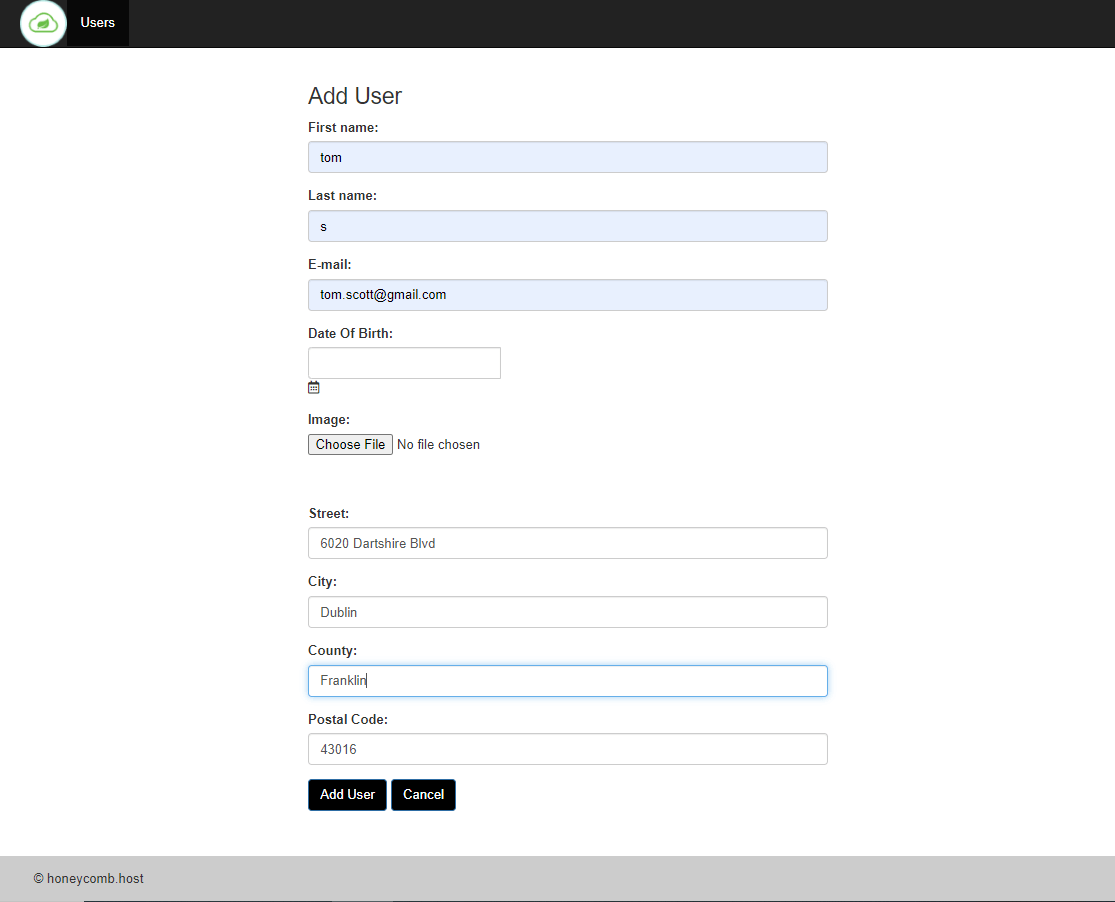 Users
Add User
First name:
tom
Last name:
s
E-mail:
tom.scott@gmail.com
Date Of Birth:
Image:
Choose File No file chosen
Street:
6020 Dartshire Blvd
City:
Dublin
County:
Franklin
Postal Code:
43016
Add User Cancel
© honeycomb.host